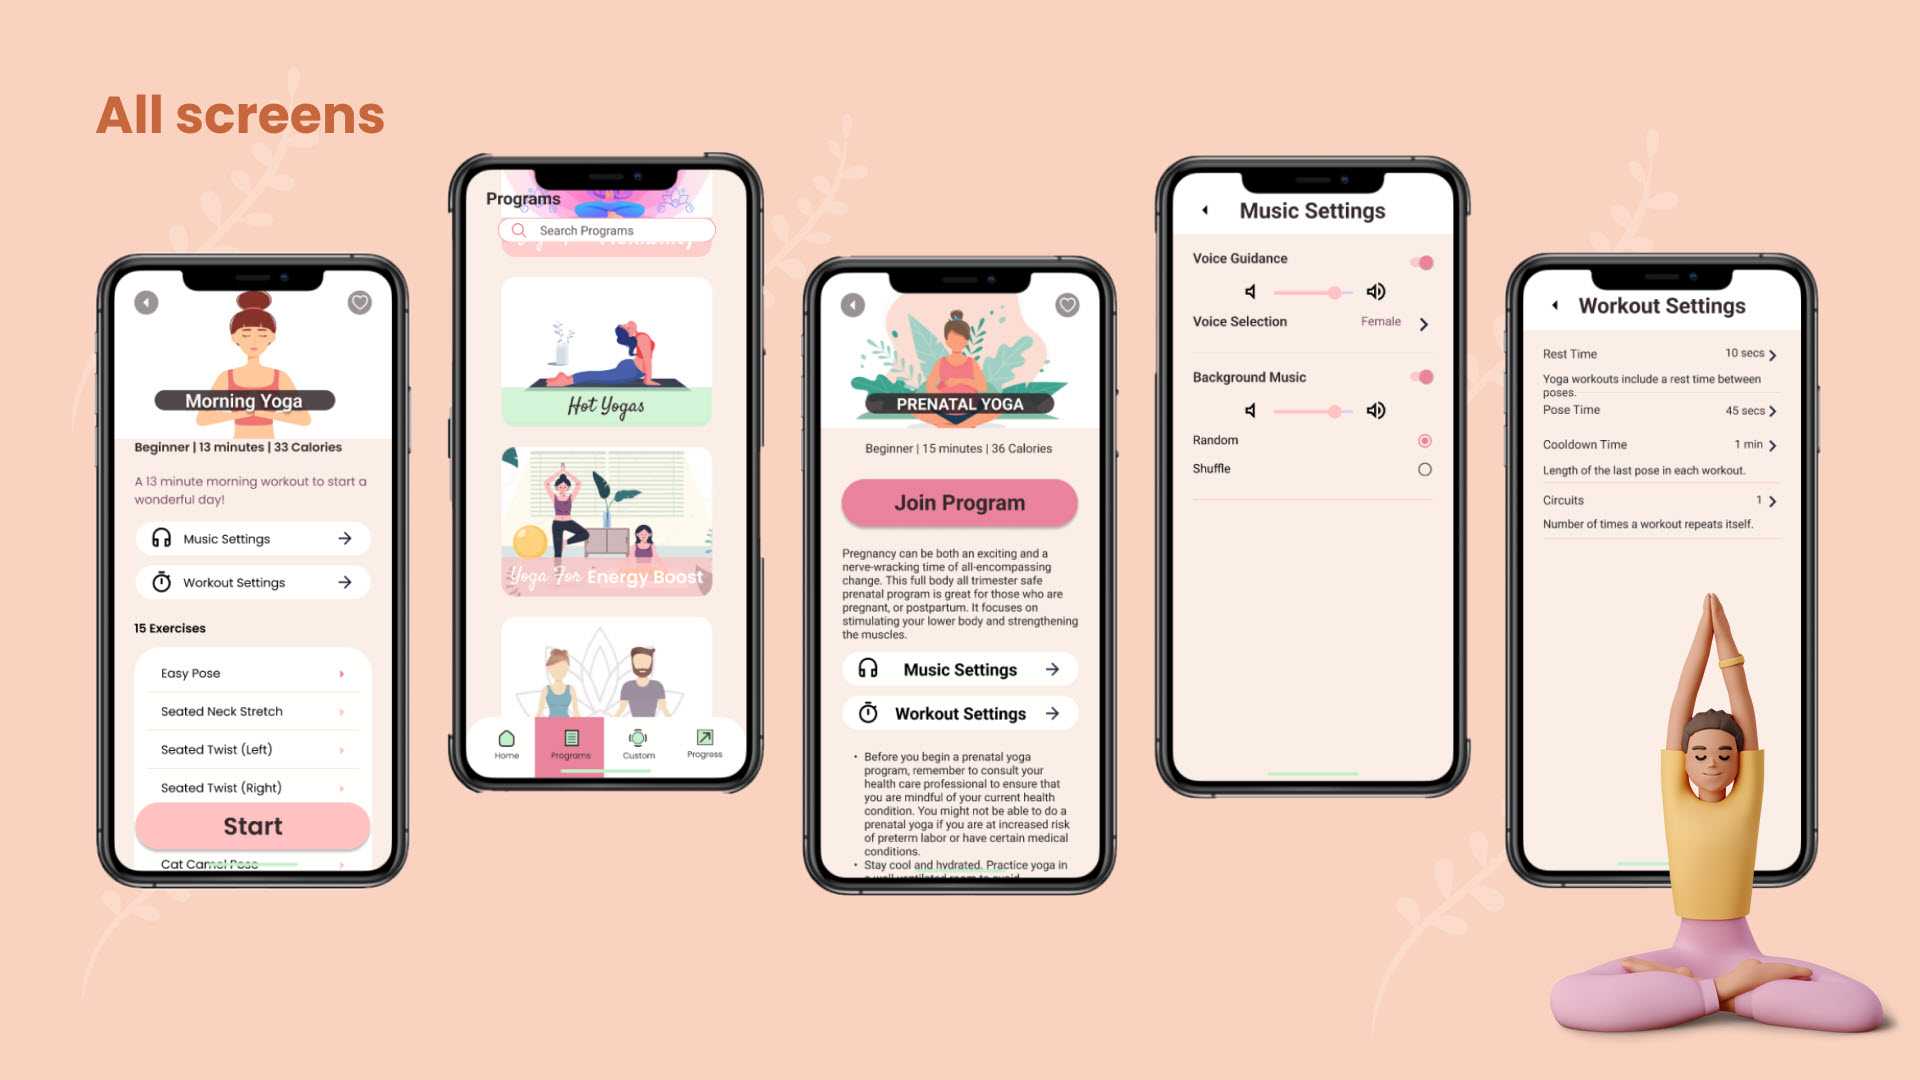 All screens
Morning Yoga
Beginner | 13 minutes | 33 Calories
A 13 minute morning workout to start a
wonderful day!
Music Settings
Workout Settings
15 Exercises
Easy Pose
Seated Neck Stretch
Seated Twist (Left)
Seated Twist (Right)
Start
Cat Camel Pose
Programs
Search Programs
Flexibility
Hot Yogas
Yoga For Energy Boost
Home
Programs
Custom
Progress
PRENATAL YOGA
Beginner | 15 minutes | 36 Calories
Join Program
Pregnancy can be both an exciting and a
nerve-wracking time of all-encompassing
change. This full body all trimester safe
prenatal program is great for those who are
pregnant, or postpartum. It focuses on
stimulating your lower body and strengthening
the muscles.
Music Settings
Workout Settings
• Before you begin a prenatal yoga
program, remember to consult your
health care professional to ensure that
you are mindful of your current health
condition. You might not be able to do a
prenatal yoga if you are at increased risk
of preterm labor or have certain medical
conditions.
• Stay cool and hydrated. Practice yoga in
a well ventilated room to avoid
Music Settings
Voice Guidance
Voice Selection Female
Background Music
Random
Shuffle
Workout Settings
Rest Time 10 secs
Yoga workouts include a rest time between
poses.
Pose Time 45 secs
Cooldown Time 1 min
Length of the last pose in each workout.
Circuits 1
Number of times a workout repeats itself.